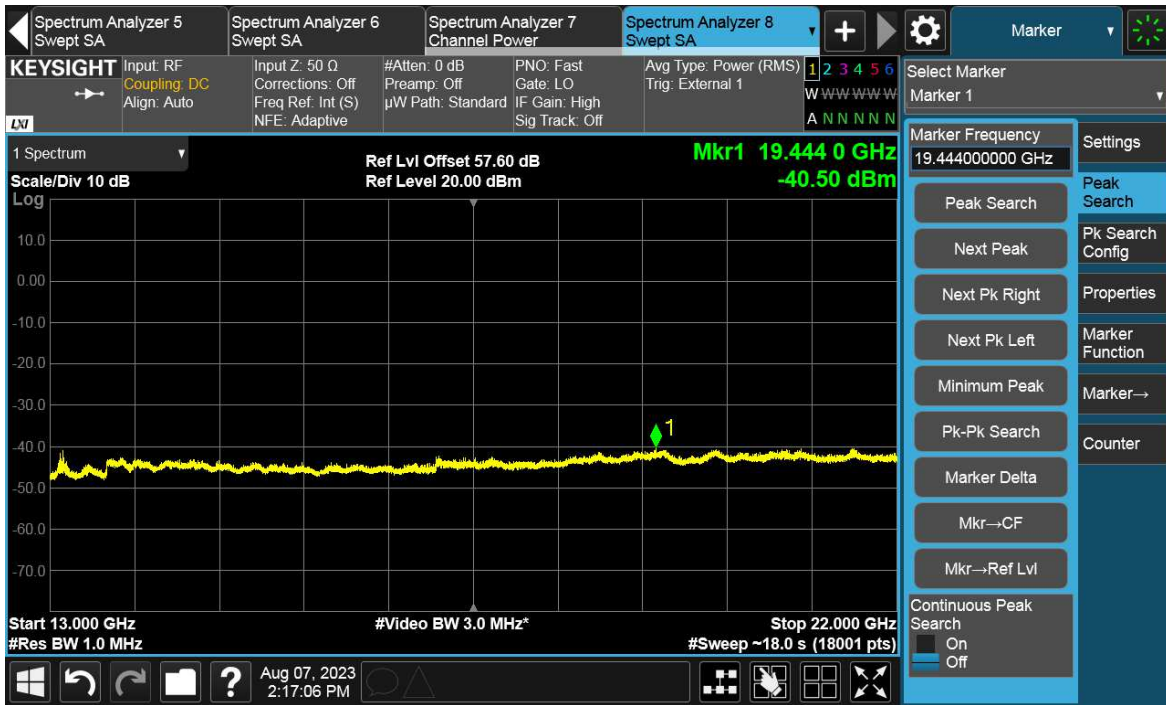 Spectrum Analyzer 5
Swept SA
Spectrum Analyzer 6
Swept SA
Spectrum Analyzer 7
Channel Power
Spectrum Analyzer 8
Swept SA
Marker
KEYSIGHT
LXI
Input: RF
Coupling: DC
Align: Auto
Input Z: 50 Ω
Corrections: Off
Freq Ref: Int (S)
NFE: Adaptive
#Atten: 0 dB
Preamp: Off
µW Path: Standard
PNO: Fast
Gate: LO
IF Gain: High
Sig Track: Off
Avg Type: Power (RMS)
Trig: External 1
1 2 3 4 5 6
W W W W W W
A N N N N N
Select Marker
Marker 1
1 Spectrum
Scale/Div 10 dB
Log
Ref Lvl Offset 57.60 dB
Ref Level 20.00 dBm
Mkr1 19.444 0 GHz
-40.50 dBm
10.0
0.00
-10.0
-20.0
-30.0
-40.0
-50.0
-60.0
-70.0
1
Start 13.000 GHz
#Res BW 1.0 MHz
#Video BW 3.0 MHz*
Stop 22.000 GHz
#Sweep ~18.0 s (18001 pts)
Marker Frequency
19.444000000 GHz
Peak Search
Next Peak
Next Pk Right
Next Pk Left
Minimum Peak
Pk-Pk Search
Marker Delta
Mkr→CF
Mkr→Ref Lvl
Continuous Peak
Search
On
Off
Settings
Peak
Search
Pk Search
Config
Properties
Marker
Function
Marker→
Counter
?
Aug 07, 2023
2:17:06 PM